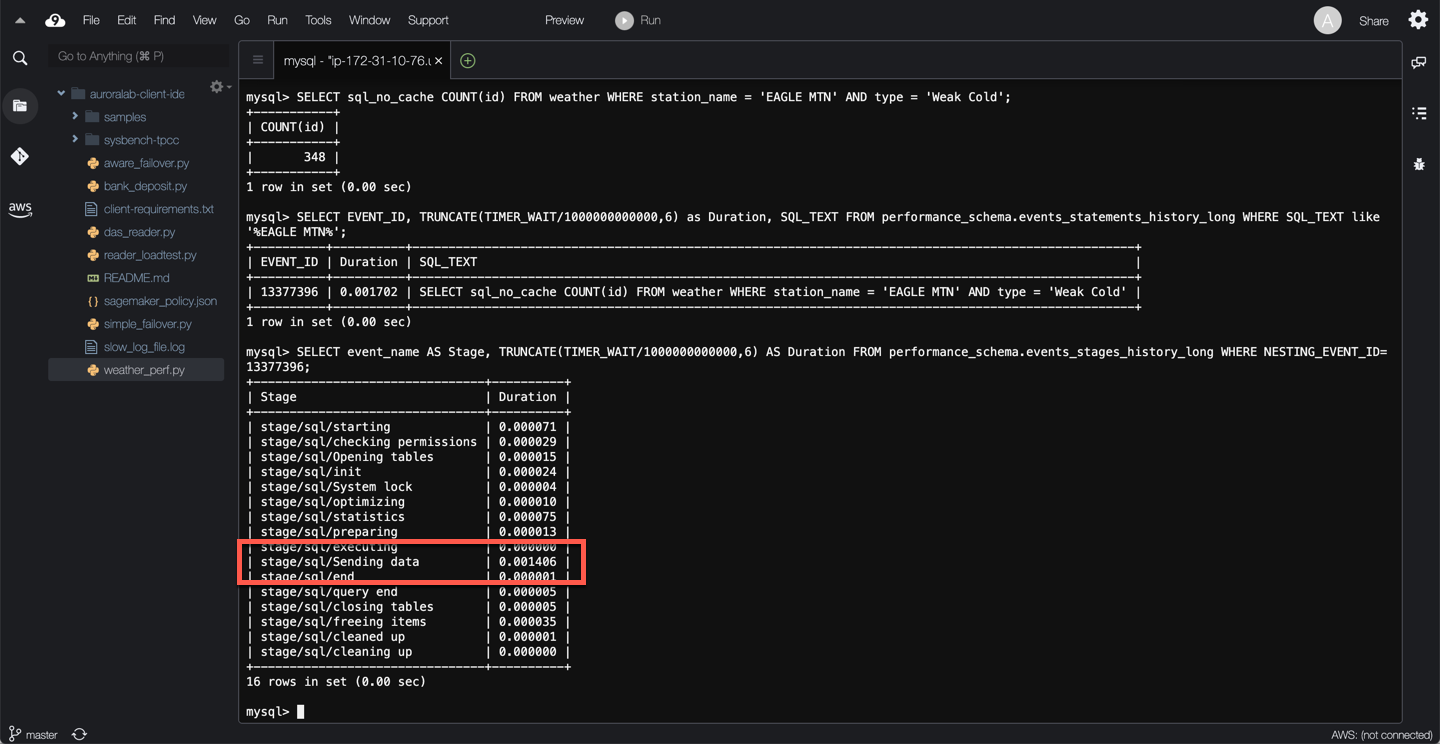 9 File Edit Find View Go Run Tools Window Support Preview Run A Share
Go to Anything (⌘ P)
mysql - "ip-172-31-10-76.u ×
auroralab-client-ide
samples
sysbench-tpcc
aware_failover.py
bank_deposit.py
client-requirements.txt
das_reader.py
reader_loadtest.py
README.md
sagemaker_policy.json
simple_failover.py
slow_log_file.log
weather_perf.py
aws
mysql> SELECT sql_no_cache COUNT(id) FROM weather WHERE station_name = 'EAGLE MTN' AND type = 'Weak Cold';
+-----------+
| COUNT(id) |
+-----------+
|       348 |
+-----------+
1 row in set (0.00 sec)
mysql> SELECT EVENT_ID, TRUNCATE(TIMER_WAIT/1000000000000,6) as Duration, SQL_TEXT FROM performance_schema.events_statements_history_long WHERE SQL_TEXT like
'%EAGLE MTN%';
+----------+----------+---------------------------------------------------------------------------------------------------+
| EVENT_ID | Duration | SQL_TEXT                                                                                          |
+----------+----------+---------------------------------------------------------------------------------------------------+
| 13377396 | 0.001702 | SELECT sql_no_cache COUNT(id) FROM weather WHERE station_name = 'EAGLE MTN' AND type = 'Weak Cold' |
+----------+----------+---------------------------------------------------------------------------------------------------+
1 row in set (0.00 sec)
mysql> SELECT event_name AS Stage, TRUNCATE(TIMER_WAIT/1000000000000,6) AS Duration FROM performance_schema.events_stages_history_long WHERE NESTING_EVENT_ID=
13377396;
+--------------------------------+----------+
| Stage                          | Duration |
+--------------------------------+----------+
| stage/sql/starting             | 0.000071 |
| stage/sql/checking permissions | 0.000029 |
| stage/sql/Opening tables       | 0.000015 |
| stage/sql/init                 | 0.000024 |
| stage/sql/System lock          | 0.000004 |
| stage/sql/optimizing           | 0.000010 |
| stage/sql/statistics           | 0.000075 |
| stage/sql/preparing            | 0.000013 |
| stage/sql/executing            | 0.000000 |
| stage/sql/Sending data         | 0.001406 |
| stage/sql/end                  | 0.000001 |
| stage/sql/query end            | 0.000005 |
| stage/sql/closing tables       | 0.000005 |
| stage/sql/freeing items        | 0.000035 |
| stage/sql/cleaned up           | 0.000001 |
| stage/sql/cleaning up          | 0.000000 |
+--------------------------------+----------+
16 rows in set (0.00 sec)
mysql>
master
AWS: (not connected)